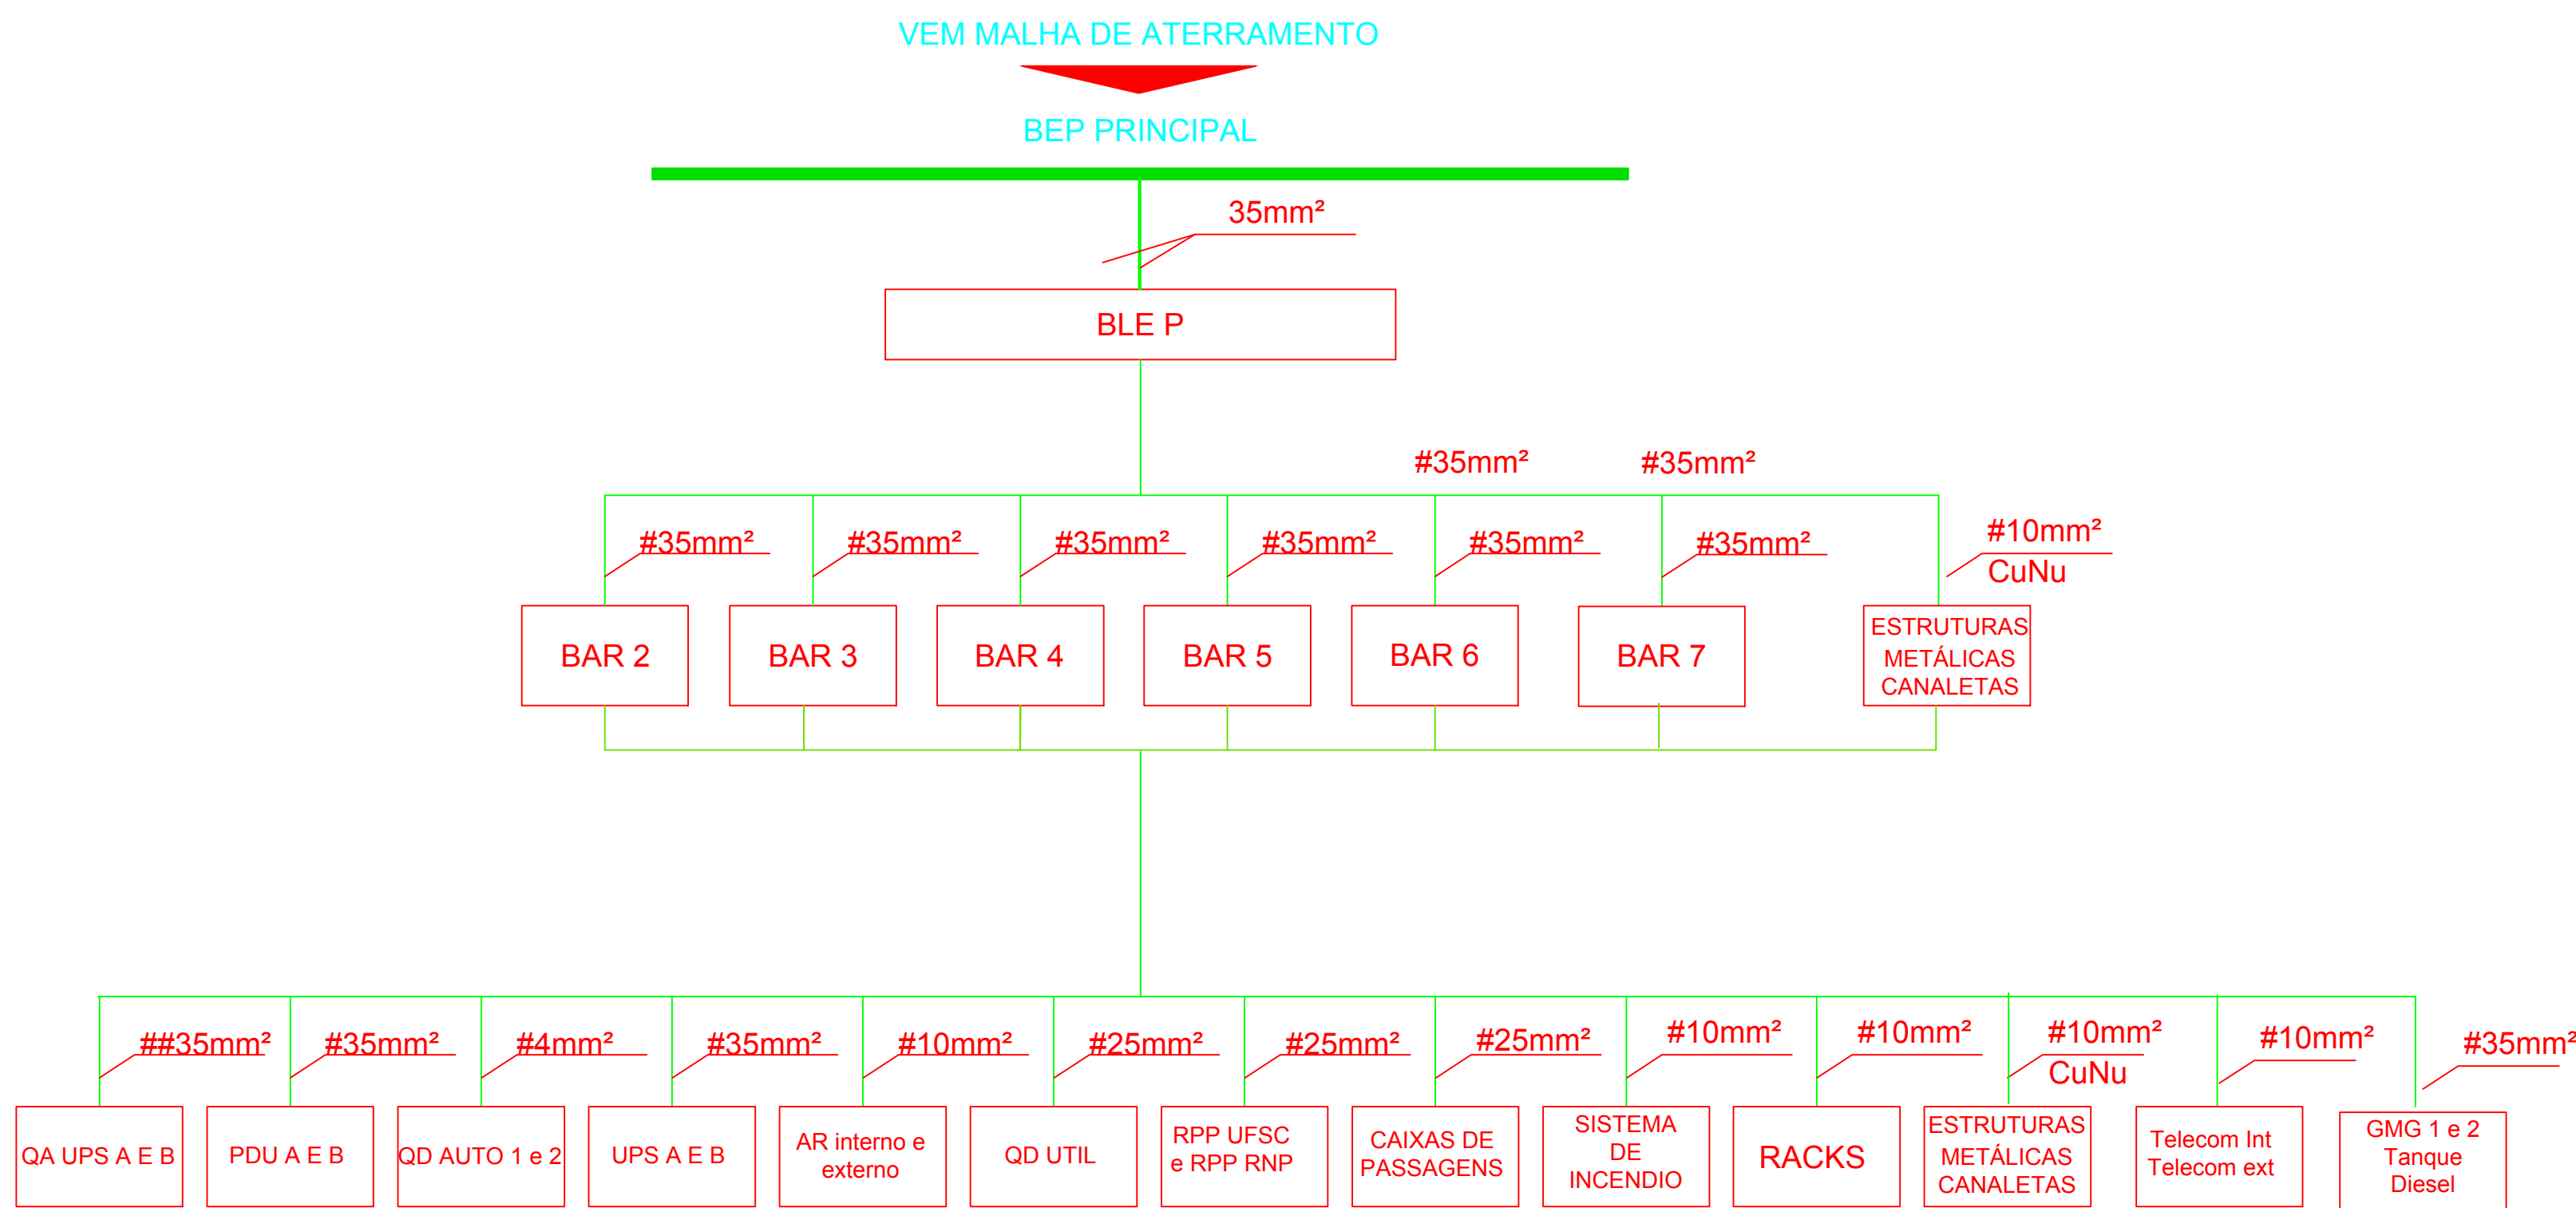 VEM MALHA DE ATERRAMENTO
BEP PRINCIPAL
35mm²
BLE P
#35mm² #35mm²
#35mm² #35mm² #35mm² #35mm² #35mm² #35mm² #10mm²
CuNu
BAR 2 BAR 3 BAR 4 BAR 5 BAR 6 BAR 7
ESTRUTURAS
METÁLICAS
CANALETAS
##35mm² #35mm² #4mm² #35mm² #10mm² #25mm² #25mm² #25mm² #10mm² #10mm² #10mm² #10mm² #35mm²
CuNu
QA UPS A E B
PDU A E B
QD AUTO 1 e 2
UPS A E B
AR interno e
externo
QD UTIL
RPP UFSC
e RPP RNP
CAIXAS DE
PASSAGENS
SISTEMA
DE
INCENDIO
RACKS
ESTRUTURAS
METÁLICAS
CANALETAS
Telecom Int
Telecom ext
GMG 1 e 2
Tanque
Diesel